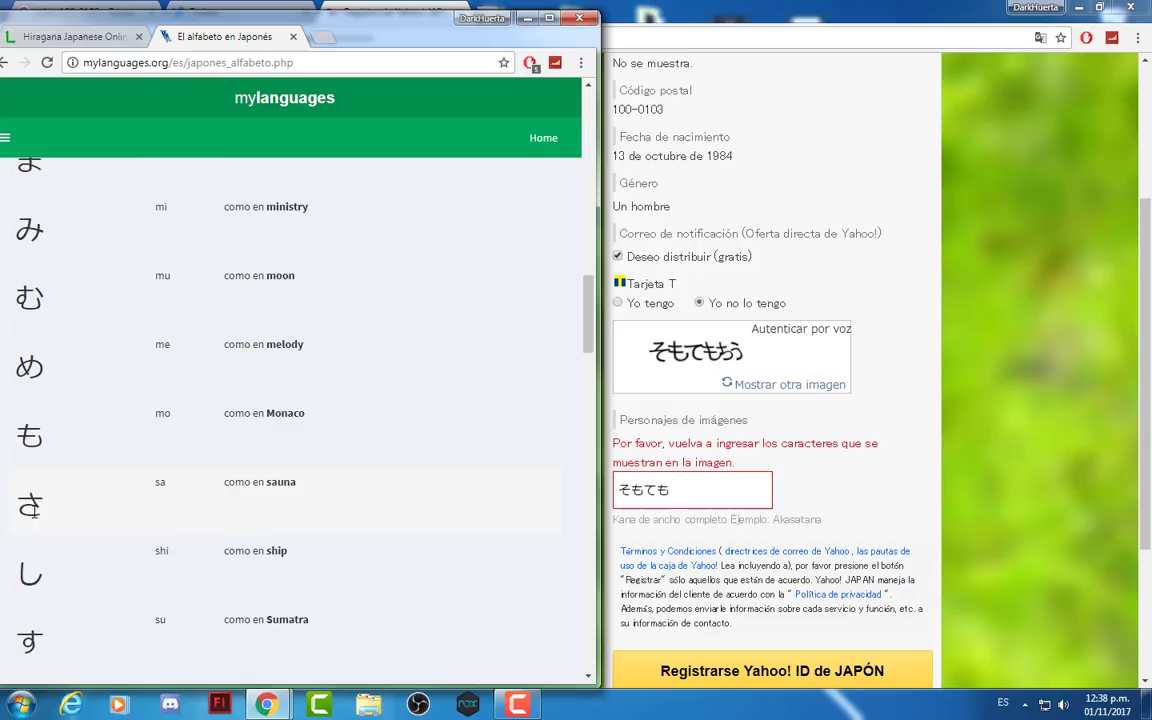 DarkHuerta
DarkHuerta
Hiragana Japanese Onlin
El alfabeto en Japonés
mylanguages.org/es/japones_alfabeto.php
5
mylanguages
Home
ま
み mi como en ministry
む mu como en moon
め me como en melody
も mo como en Monaco
さ sa como en sauna
し shi como en ship
す su como en Sumatra
No se muestra.
Código postal
100-0103
Fecha de nacimiento
13 de octubre de 1984
Género
Un hombre
Correo de notificación (Oferta directa de Yahoo!)
Deseo distribuir (gratis)
Tarjeta T
Yo tengo Yo no lo tengo
Autenticar por voz
そもてもちう
Mostrar otra imagen
Personajes de imágenes
Por favor, vuelva a ingresar los caracteres que se
muestran en la imagen.
そもても
Kana de ancho completo Ejemplo: Akasatana
Términos y Condiciones ( directrices de correo de Yahoo , las pautas de
uso de la caja de Yahoo! Lea incluyendo a), por favor presione el botón
"Registrar" sólo aquellos que están de acuerdo. Yahoo! JAPAN maneja la
información del cliente de acuerdo con la " Política de privacidad ".
Además, podemos enviarle información sobre cada servicio y función, etc. a
su información de contacto.
Registrarse Yahoo! ID de JAPÓN
Fl
nox
ES
12:38 p.m.
01/11/2017